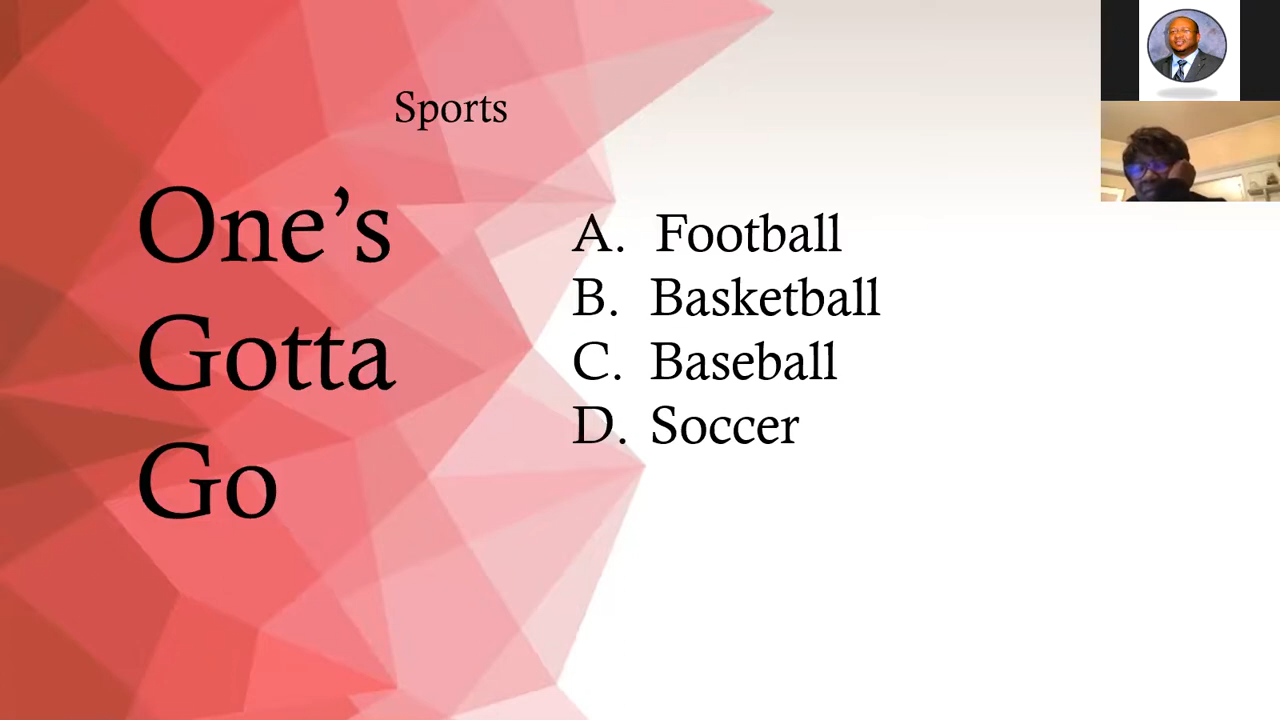 Sports
One’s
Gotta
Go
A. Football
B. Basketball
C. Baseball
D. Soccer